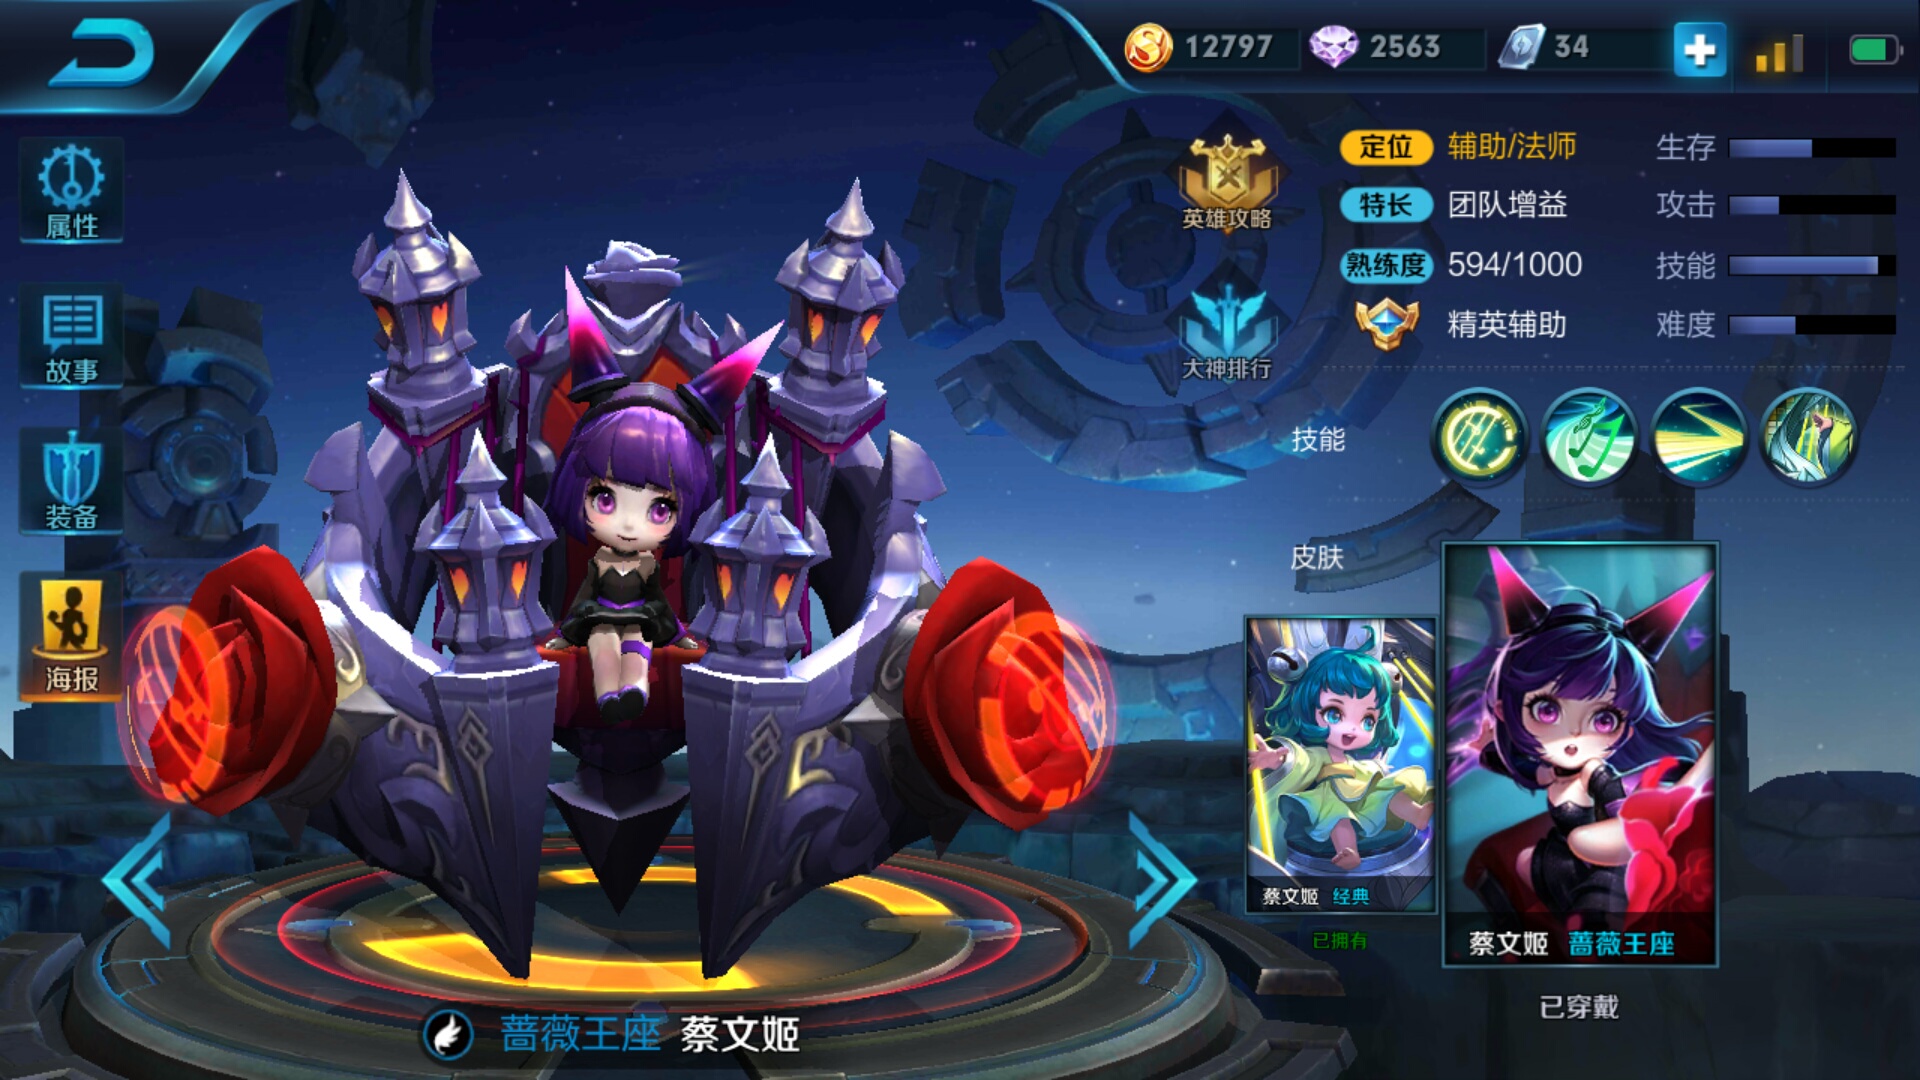 12797
2563
34
属性
故事
装备
海报
英雄攻略
大神排行
定位 辅助/法师
特长 团队增益
熟练度 594/1000
精英辅助
生存
攻击
技能
难度
技能
皮肤
蔡文姬 经典
已拥有
蔡文姬 蔷薇王座
已穿戴
蔷薇王座 蔡文姬